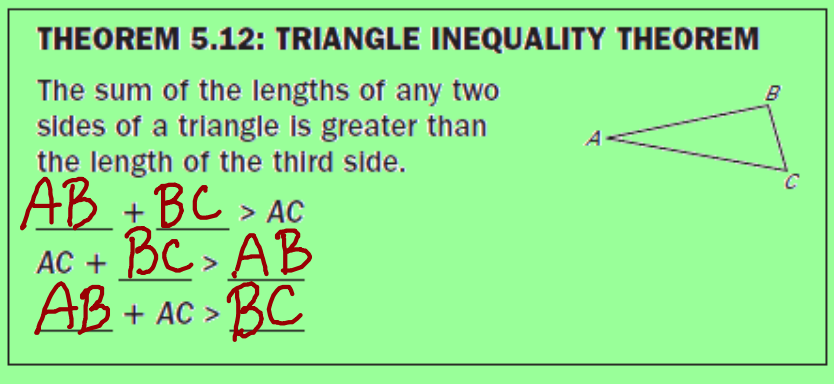 THEOREM 5.12: TRIANGLE INEQUALITY THEOREM
The sum of the lengths of any two
sides of a triangle is greater than
the length of the third side.
AB + BC > AC
AC + BC > AB
AB + AC > BC
A
B
C